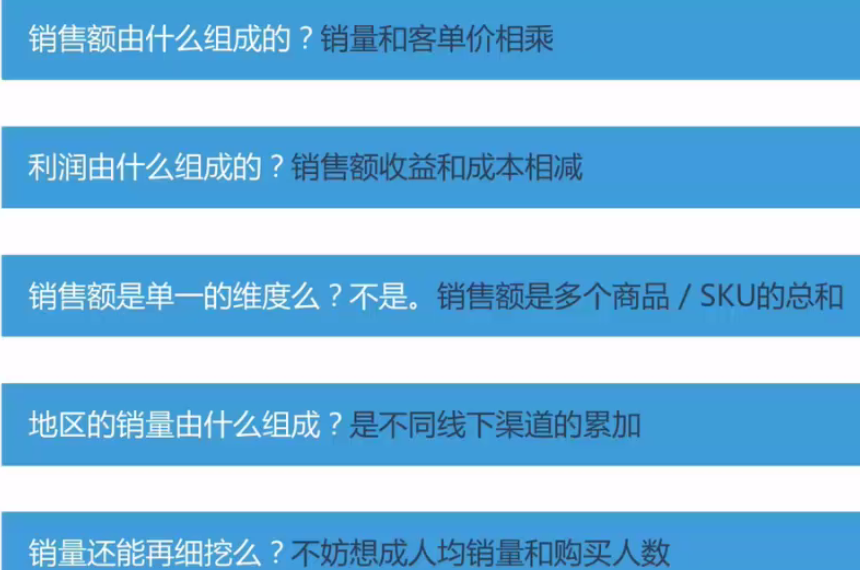 销售额由什么组成的？销量和客单价相乘
利润由什么组成的？销售额收益和成本相减
销售额是单一的维度么？不是。销售额是多个商品 / SKU的总和
地区的销量由什么组成？是不同线下渠道的累加
销量还能再细挖么？不妨想成人均销量和购买人数